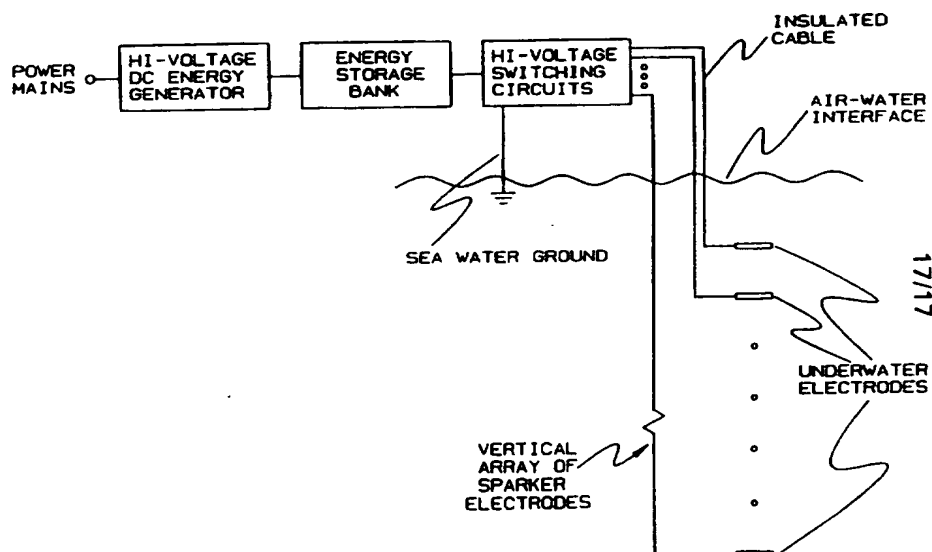 POWER
MAINS
HI-VOLTAGE
DC ENERGY
GENERATOR
ENERGY
STORAGE
BANK
HI-VOLTAGE
SWITCHING
CIRCUITS
INSULATED
CABLE
AIR-WATER
INTERFACE
SEA WATER GROUND
17/17
UNDERWATER
ELECTRODES
VERTICAL
ARRAY OF
SPARKER
ELECTRODES